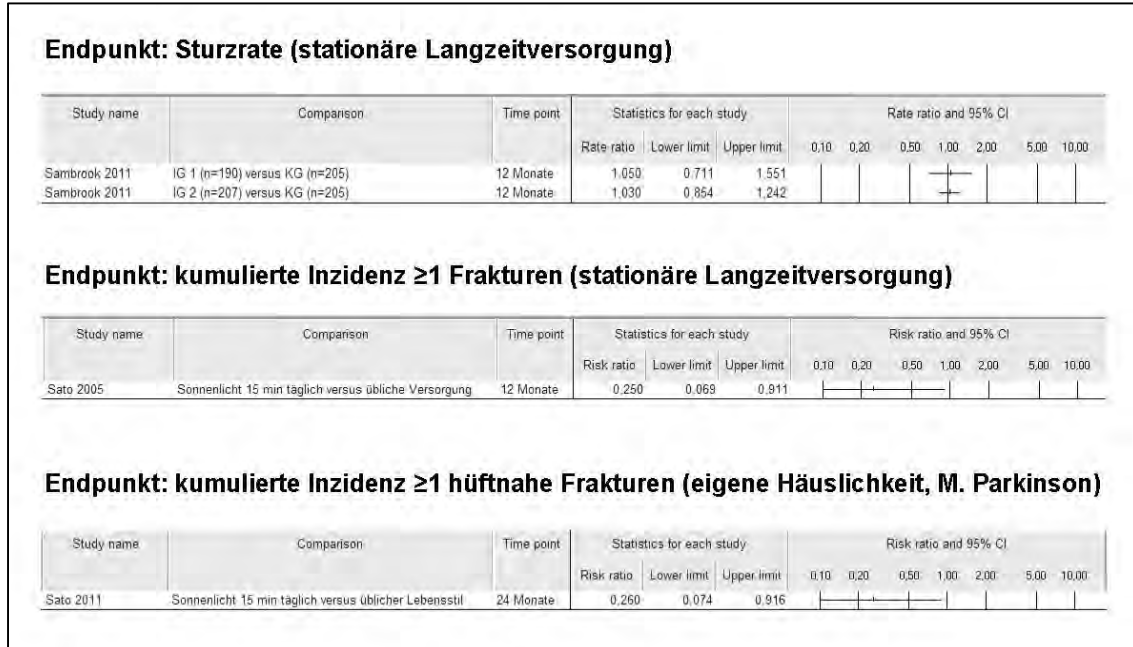 Endpunkt: Sturzrate (stationäre Langzeitversorgung)
Study name Comparison Time point Statistics for each study Rate ratio and 95% CI
Rate ratio Lower limit Upper limit 0,10 0,20 0,50 1,00 2,00 5,00 10,00
Sambrook 2011 IG 1 (n=190) versus KG (n=205) 12 Monate 1,050 0,711 1,551
Sambrook 2011 IG 2 (n=207) versus KG (n=205) 12 Monate 1,030 0,854 1,242
Endpunkt: kumulierte Inzidenz ≥1 Frakturen (stationäre Langzeitversorgung)
Study name Comparison Time point Statistics for each study Risk ratio and 95% CI
Risk ratio Lower limit Upper limit 0,10 0,20 0,50 1,00 2,00 5,00 10,00
Sato 2005 Sonnenlicht 15 min täglich versus übliche Versorgung 12 Monate 0,250 0,069 0,911
Endpunkt: kumulierte Inzidenz ≥1 hüftnahe Frakturen (eigene Häuslichkeit, M. Parkinson)
Study name Comparison Time point Statistics for each study Risk ratio and 95% CI
Risk ratio Lower limit Upper limit 0,10 0,20 0,50 1,00 2,00 5,00 10,00
Sato 2011 Sonnenlicht 15 min täglich versus üblicher Lebensstil 24 Monate 0,260 0,074 0,916